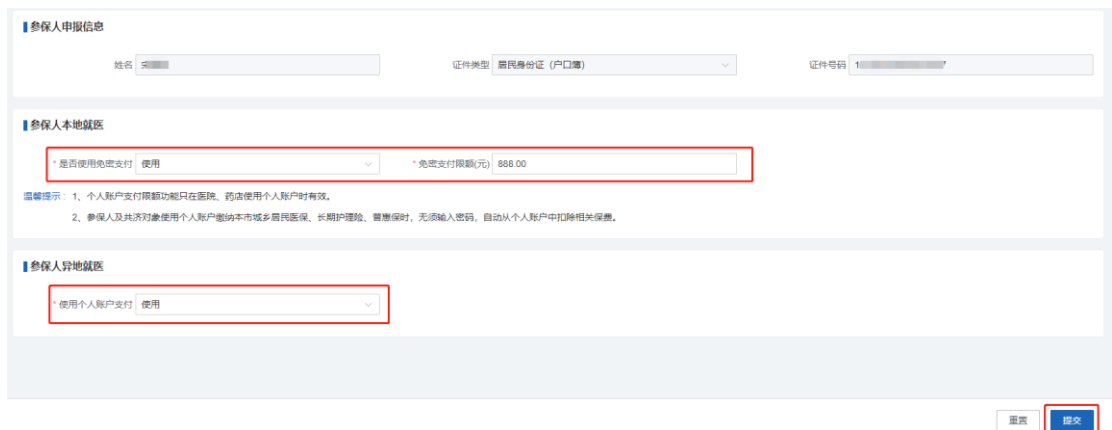 参保人申报信息
姓名
证件类型 居民身份证（户口簿）
证件号码 1
参保人本地就医
* 是否使用免密支付 使用
* 免密支付限额(元) 888.00
温馨提示：1、个人账户支付限额功能只在医院、药店使用个人账户时有效。
2、参保人及共济对象使用个人账户缴纳本市城乡居民医保、长期护理险、普惠保时，无须输入密码，自动从个人账户中扣除相关保费。
参保人异地就医
* 使用个人账户支付 使用
重置 提交